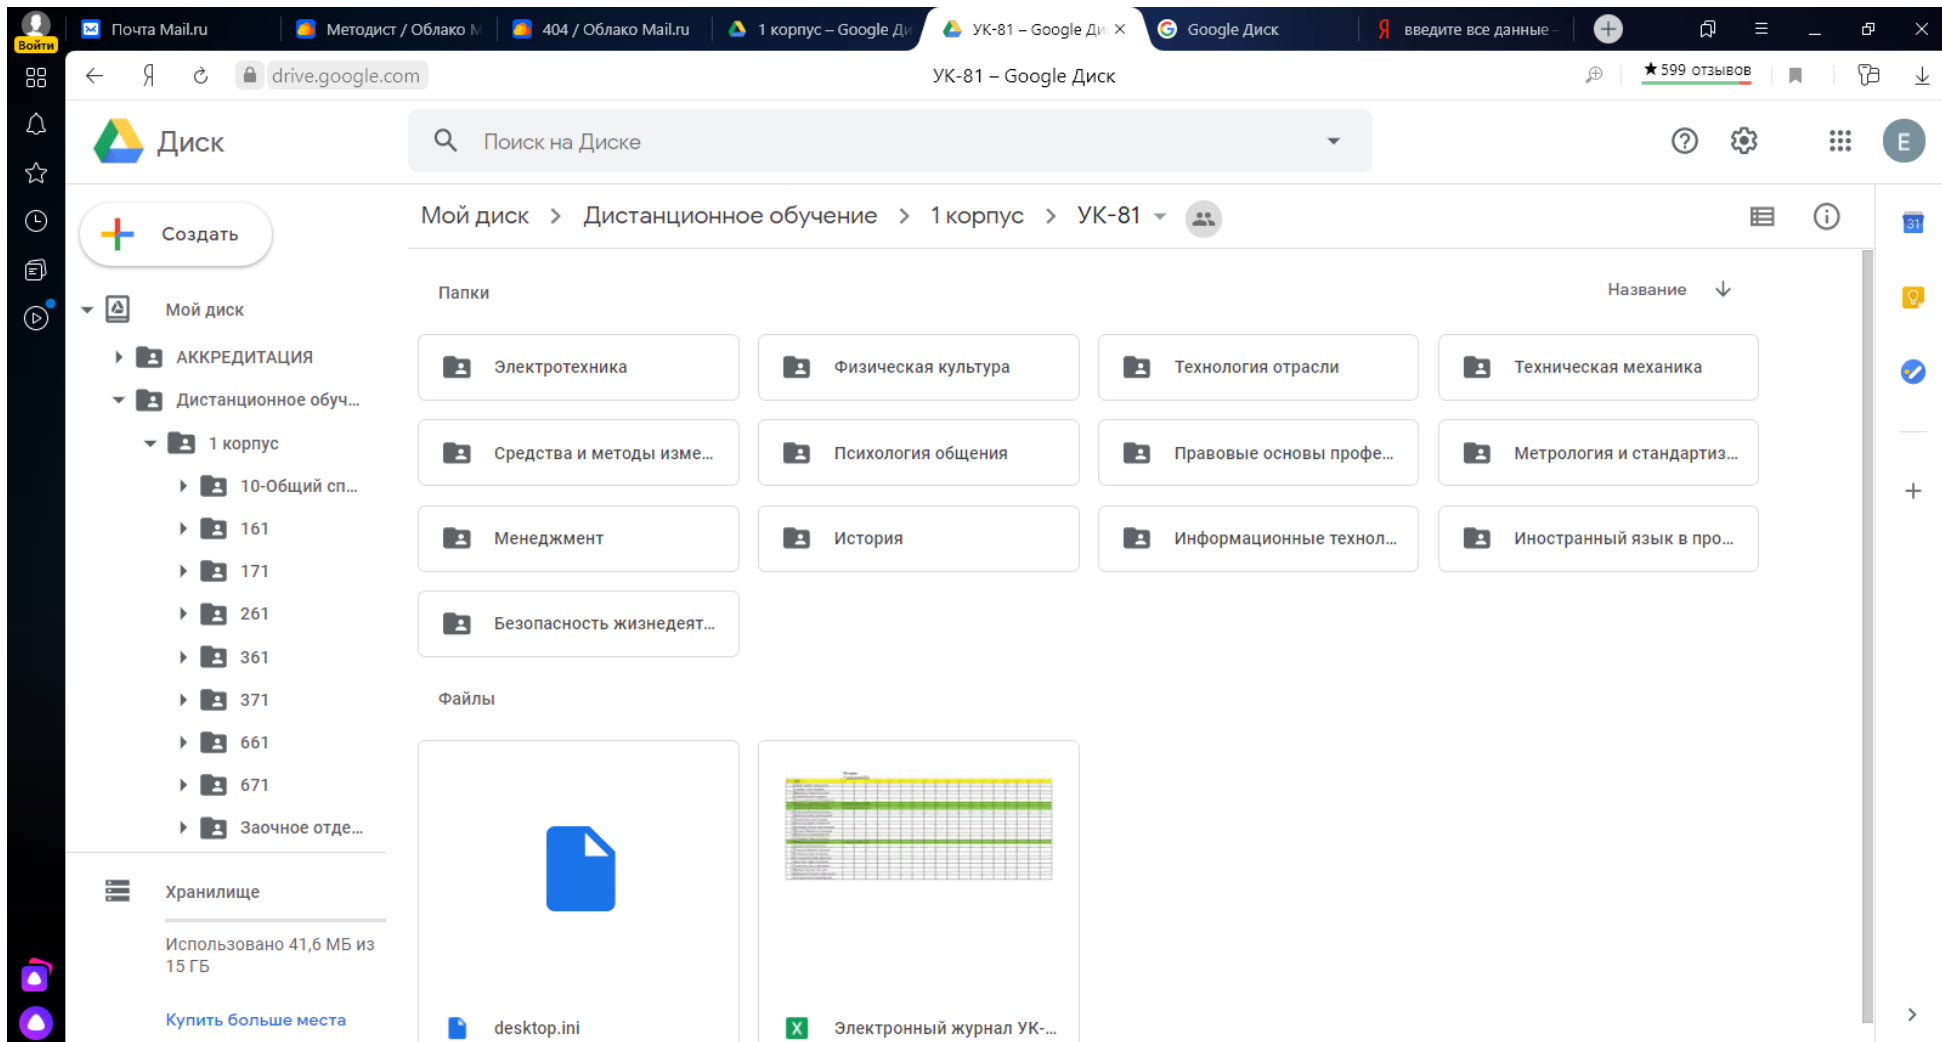 Войти
Почта Mail.ru
Методист / Облако М
404 / Облако Mail.ru
1 корпус – Google Ди
УК-81 – Google Ди
Google Диск
введите все данные -
drive.google.com
УК-81 – Google Диск
★599 отзывов
Диск
Поиск на Диске
E
Создать
Мой диск > Дистанционное обучение > 1 корпус > УК-81
31
Мой диск
АККРЕДИТАЦИЯ
Дистанционное обуч...
1 корпус
10-Общий сп...
161
171
261
361
371
661
671
Заочное отде...
Хранилище
Использовано 41,6 МБ из
15 ГБ
Купить больше места
Папки
Название
Электротехника
Физическая культура
Технология отрасли
Техническая механика
Средства и методы изме...
Психология общения
Правовые основы профе...
Метрология и стандартиз...
Менеджмент
История
Информационные технол...
Иностранный язык в про...
Безопасность жизнедеят...
Файлы
desktop.ini
X
Электронный журнал УК-...